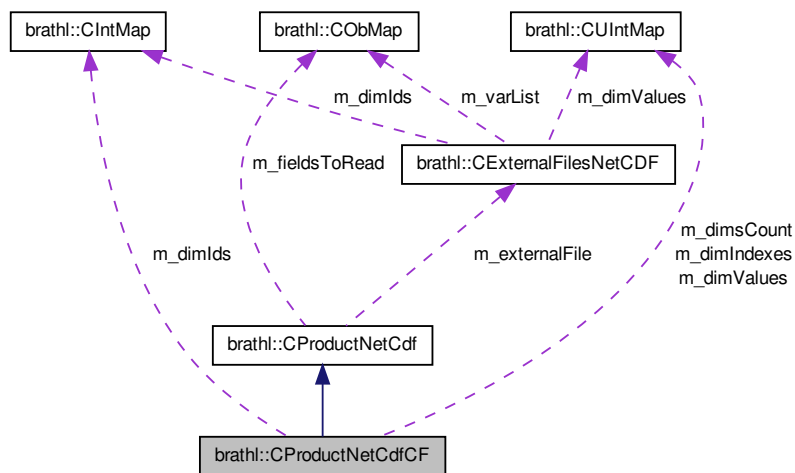 brathl::CIntMap
brathl::CObMap
brathl::CUIntMap
m_dimIds
m_varList
m_dimValues
m_fieldsToRead
brathl::CExternalFilesNetCDF
m_dimIds
m_externalFile
m_dimsCount
m_dimIndexes
m_dimValues
brathl::CProductNetCdf
brathl::CProductNetCdfCF